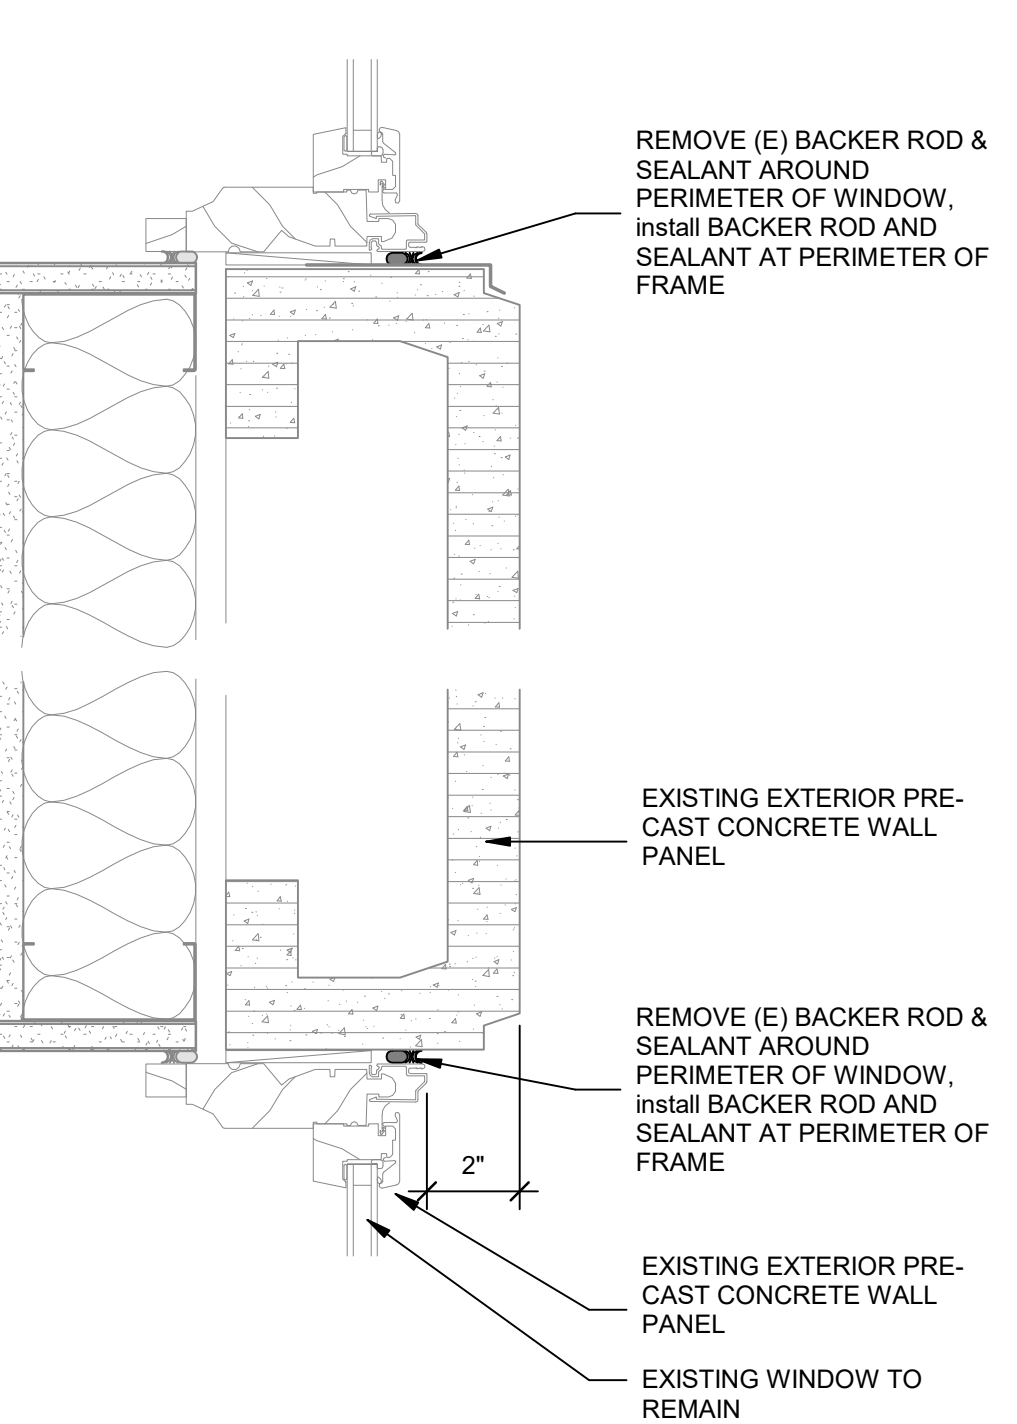 REMOVE (E) BACKER ROD &
SEALANT AROUND
PERIMETER OF WINDOW,
install BACKER ROD AND
SEALANT AT PERIMETER OF
FRAME
EXISTING EXTERIOR PRE-
CAST CONCRETE WALL
PANEL
REMOVE (E) BACKER ROD &
SEALANT AROUND
PERIMETER OF WINDOW,
install BACKER ROD AND
SEALANT AT PERIMETER OF
FRAME
2"
EXISTING EXTERIOR PRE-
CAST CONCRETE WALL
PANEL
EXISTING WINDOW TO
REMAIN